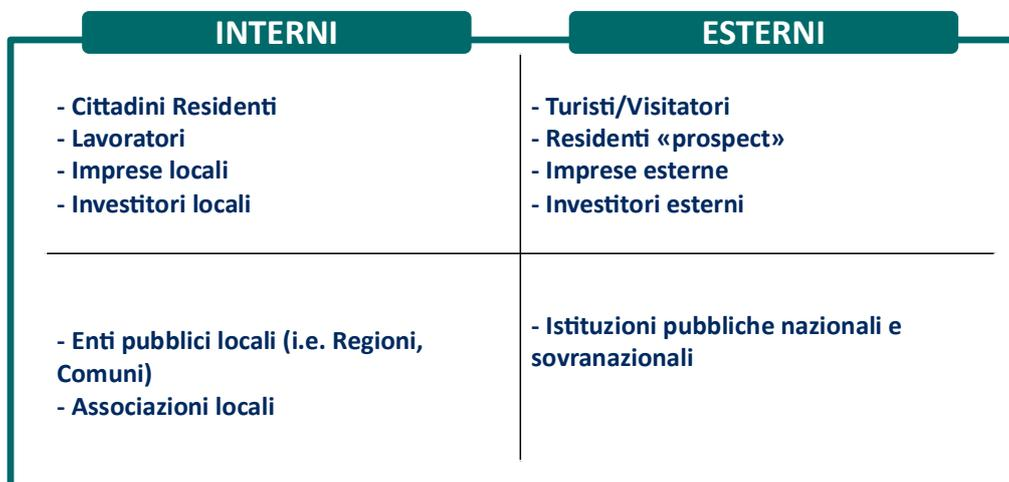 INTERNI
ESTERNI
- Cittadini Residenti
- Lavoratori
- Imprese locali
- Investitori locali
- Turisti/Visitatori
- Residenti «prospect»
- Imprese esterne
- Investitori esterni
- Enti pubblici locali (i.e. Regioni,
Comuni)
- Associazioni locali
- Istituzioni pubbliche nazionali e
sovranazionali